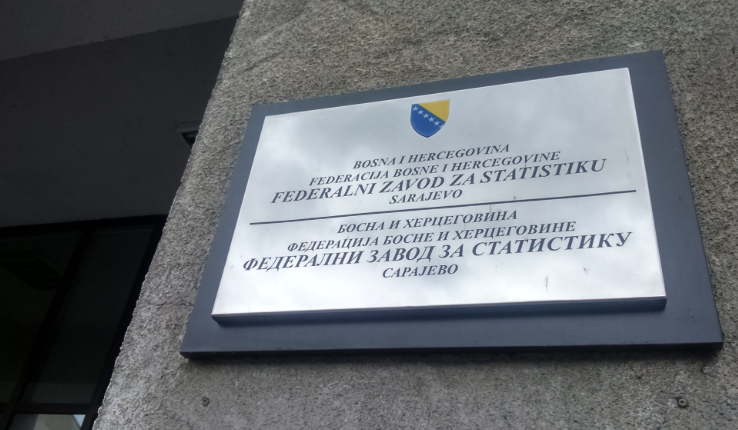 BOSNA I HERCEGOVINA
FEDERACIJA BOSNE I HERCEGOVINE
FEDERALNI ZAVOD ZA STATISTIKU
SARAJEVO
БОСНА И ХЕРЦЕГОВИНА
ФЕДЕРАЦИЈА БОСНЕ И ХЕРЦЕГОВИНЕ
ФЕДЕРАЛНИ ЗАВОД ЗА СТАТИСТИКУ
САРАЈЕВО